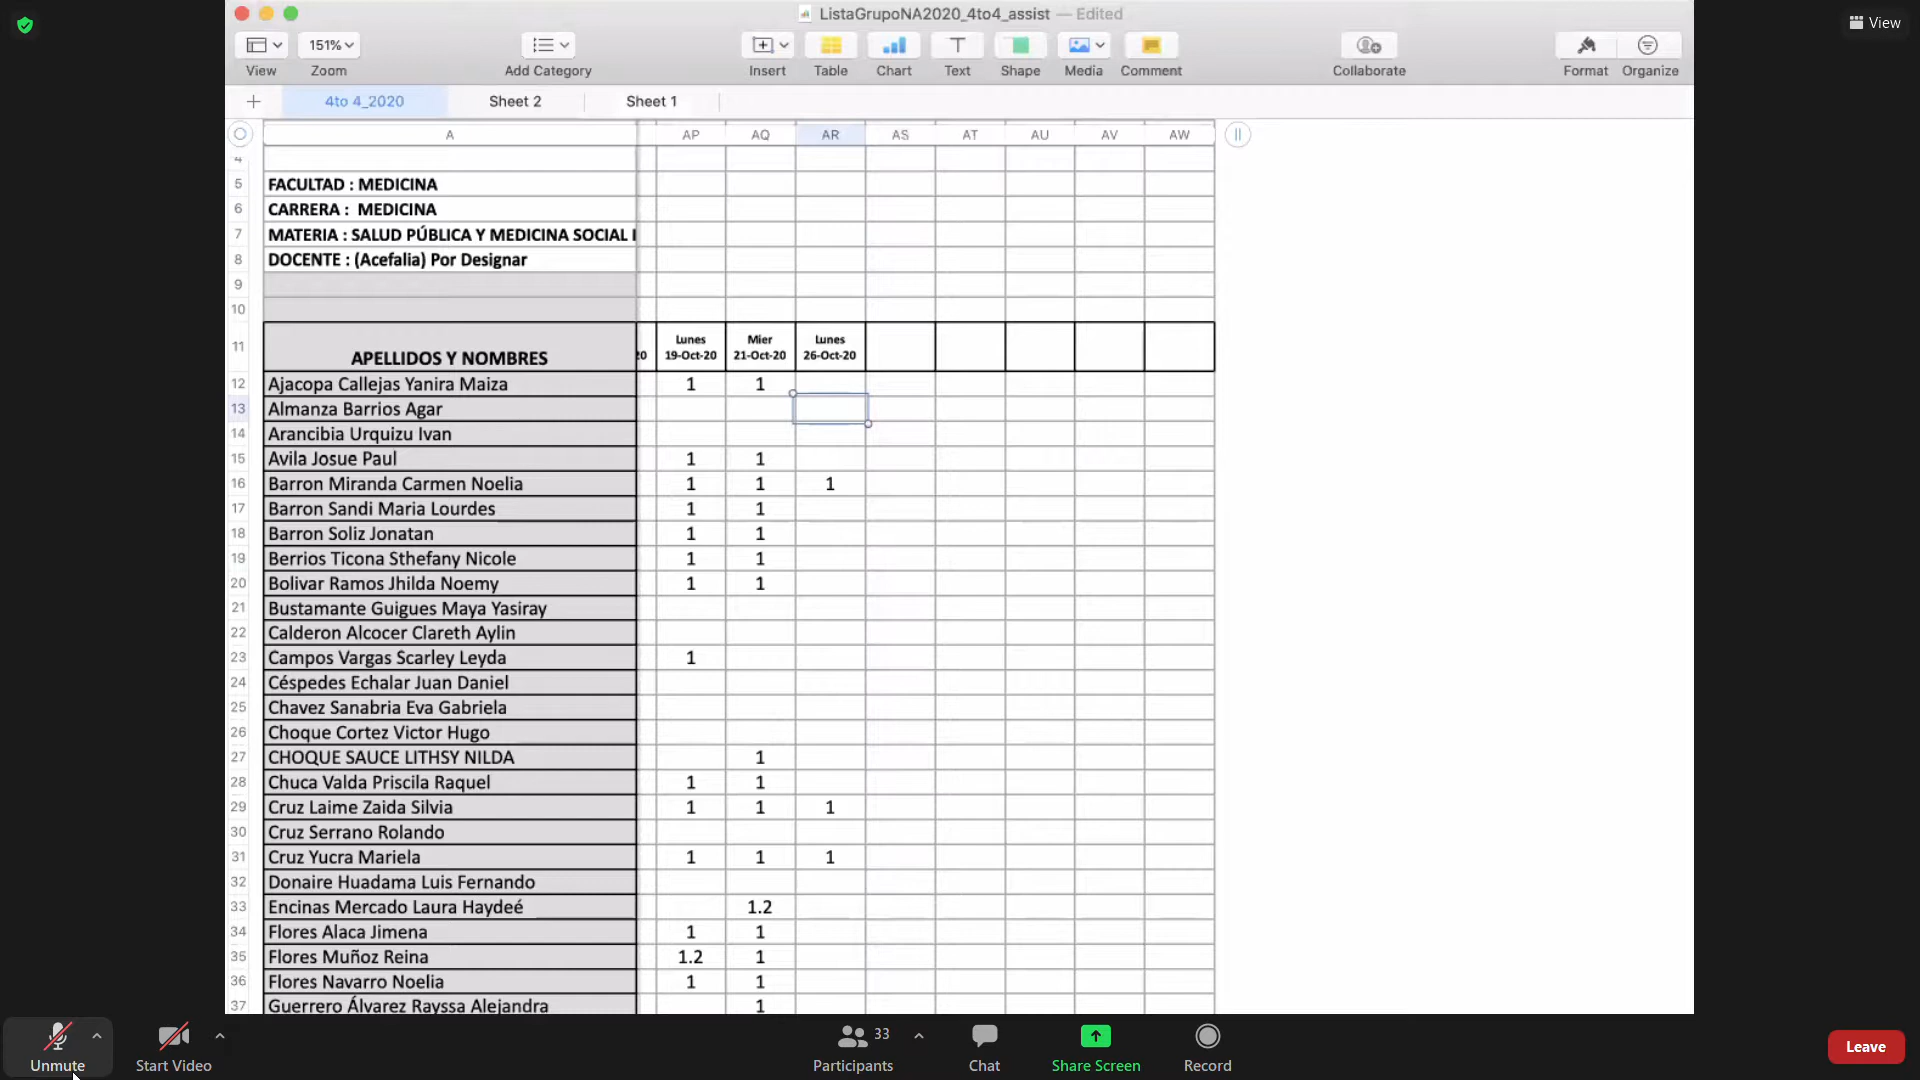 ListaGrupoNA2020_4to4_assist — Edited
View
151%
View Zoom Add Category Insert Table Chart Text Shape Media Comment Collaborate Format Organize
4to 4_2020 Sheet 2 Sheet 1
A AP AQ AR AS AT AU AV AW
4
5 FACULTAD : MEDICINA
6 CARRERA : MEDICINA
7 MATERIA : SALUD PÚBLICA Y MEDICINA SOCIAL I
8 DOCENTE : (Acefalia) Por Designar
9
10
Lunes Mier Lunes
11 APELLIDOS Y NOMBRES 20 19-Oct-20 21-Oct-20 26-Oct-20
12 Ajacopa Callejas Yanira Maiza 1 1
13 Almanza Barrios Agar
14 Arancibia Urquizu Ivan
15 Avila Josue Paul 1 1
16 Barron Miranda Carmen Noelia 1 1 1
17 Barron Sandi Maria Lourdes 1 1
18 Barron Soliz Jonatan 1 1
19 Berrios Ticona Sthefany Nicole 1 1
20 Bolivar Ramos Jhilda Noemy 1 1
21 Bustamante Guigues Maya Yasiray
22 Calderon Alcocer Clareth Aylin
23 Campos Vargas Scarley Leyda 1
24 Céspedes Echalar Juan Daniel
25 Chavez Sanabria Eva Gabriela
26 Choque Cortez Victor Hugo
27 CHOQUE SAUCE LITHSY NILDA 1
28 Chuca Valda Priscila Raquel 1 1
29 Cruz Laime Zaida Silvia 1 1 1
30 Cruz Serrano Rolando
31 Cruz Yucra Mariela 1 1 1
32 Donaire Huadama Luis Fernando
33 Encinas Mercado Laura Haydeé 1.2
34 Flores Alaca Jimena 1 1
35 Flores Muñoz Reina 1.2 1
36 Flores Navarro Noelia 1 1
37 Guerrero Álvarez Rayssa Alejandra 1
33
Unmute Start Video Participants Chat Share Screen Record Leave